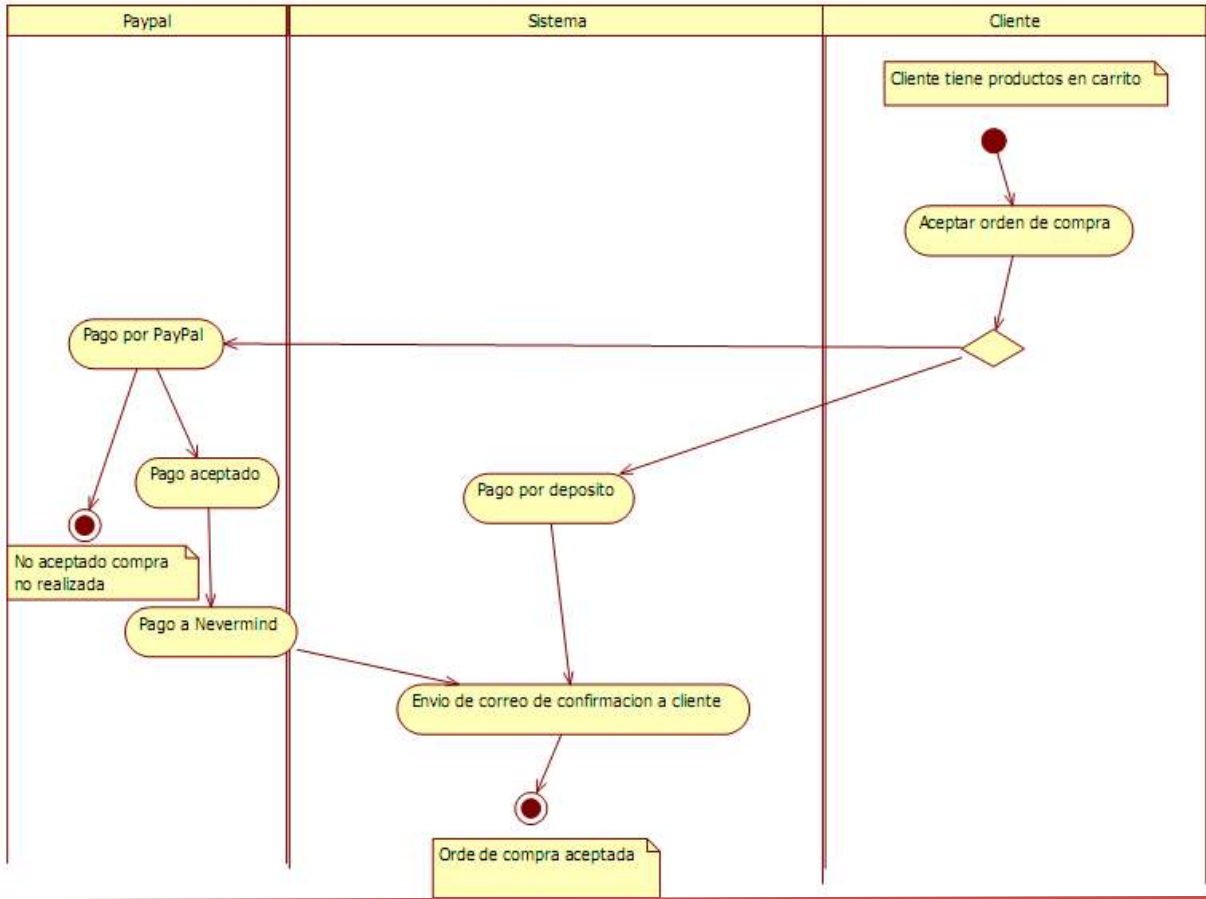 Paypal
Sistema
Cliente
Cliente tiene productos en carrito
Aceptar orden de compra
Pago por PayPal
Pago aceptado
Pago por deposito
No aceptado compra
no realizada
Pago a Nevermind
Envio de correo de confirmacion a cliente
Orde de compra aceptada